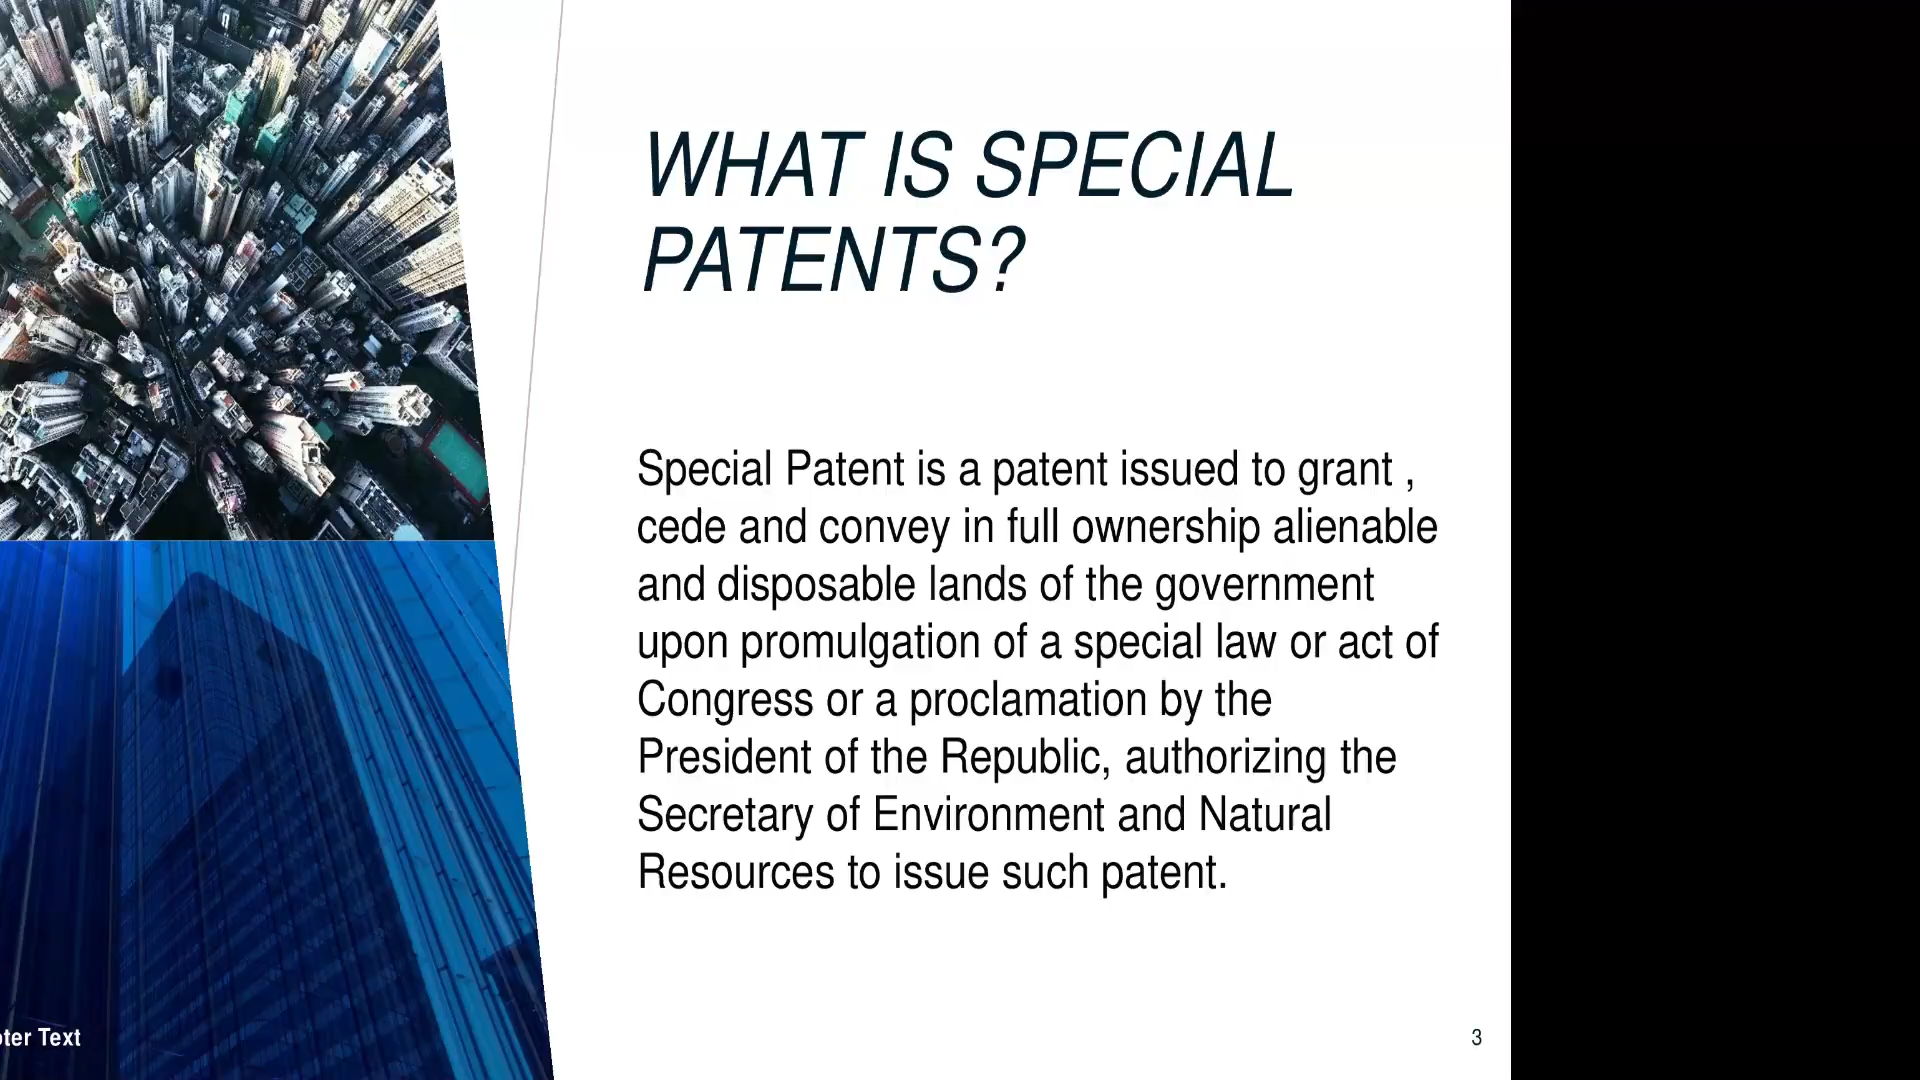 WHAT IS SPECIAL
PATENTS?
Special Patent is a patent issued to grant ,
cede and convey in full ownership alienable
and disposable lands of the government
upon promulgation of a special law or act of
Congress or a proclamation by the
President of the Republic, authorizing the
Secretary of Environment and Natural
Resources to issue such patent.
Text
3